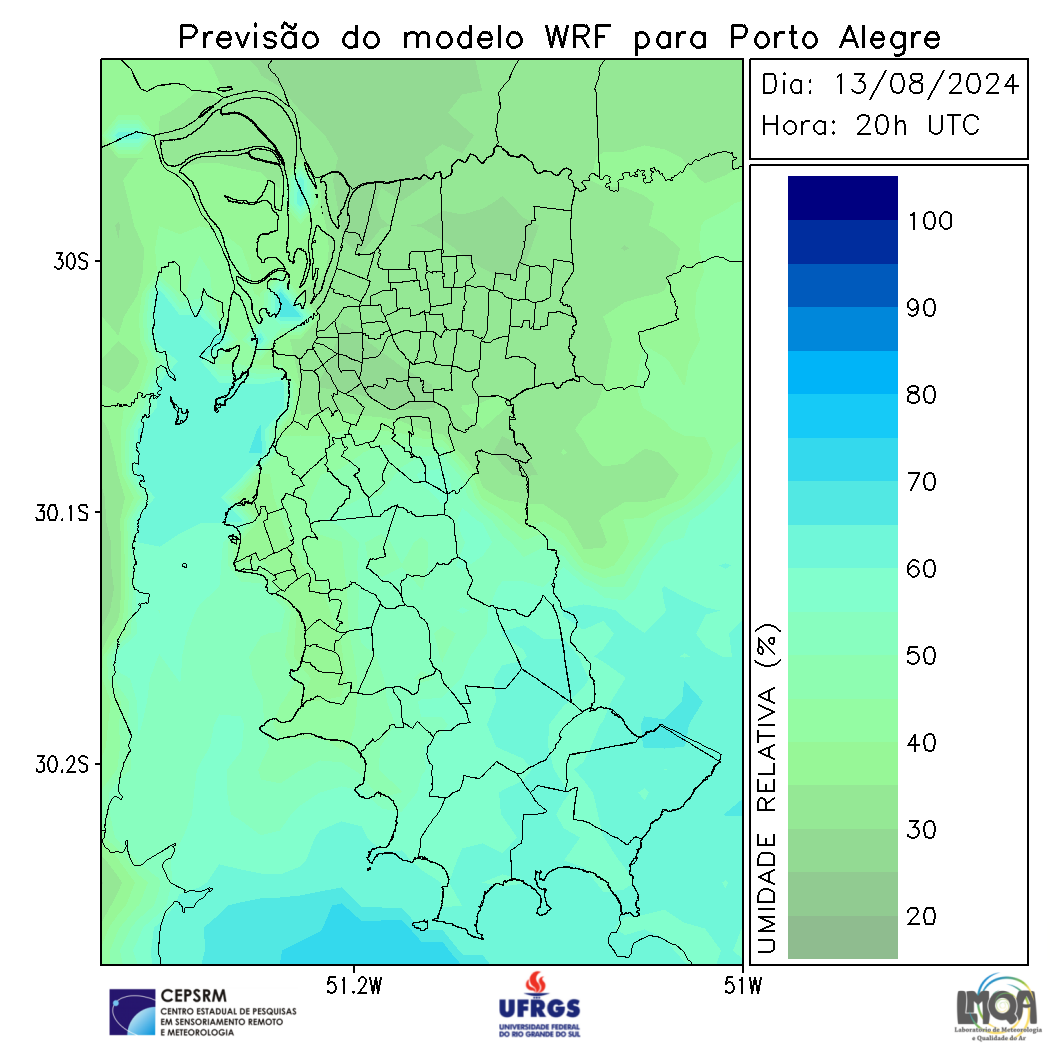 Previsão do modelo WRF para Porto Alegre
Dia: 13/08/2024
Hora: 20h UTC
30S
30.1S
30.2S
51.2W
51W
UMIDADE RELATIVA (%)
100
90
80
70
60
50
40
30
20
CEPSRM
CENTRO ESTADUAL DE PESQUISAS
EM SENSORIAMENTO REMOTO
E METEOROLOGIA
UFRGS
UNIVERSIDADE FEDERAL
DO RIO GRANDE DO SUL
LMQA
Laboratório de Meteorologia
e Qualidade do Ar